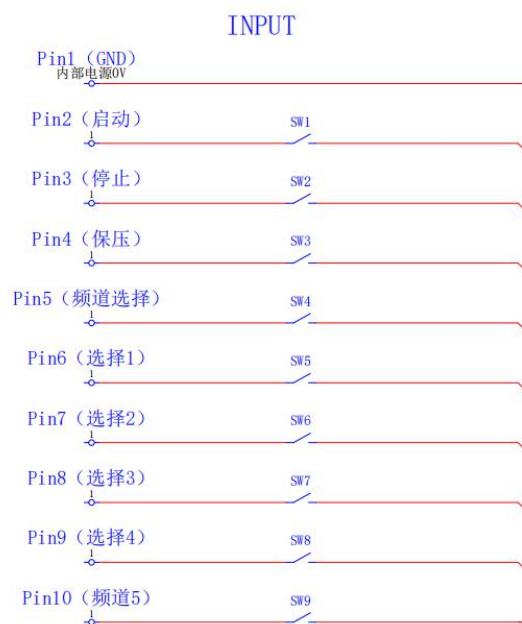 INPUT
Pin1（GND）
内部电源0V
Pin2（启动）
1
SW1
Pin3（停止）
1
SW2
Pin4（保压）
1
SW3
Pin5（频道选择）
1
SW4
Pin6（选择1）
1
SW5
Pin7（选择2）
1
SW6
Pin8（选择3）
1
SW7
Pin9（选择4）
1
SW8
Pin10（频道5）
1
SW9